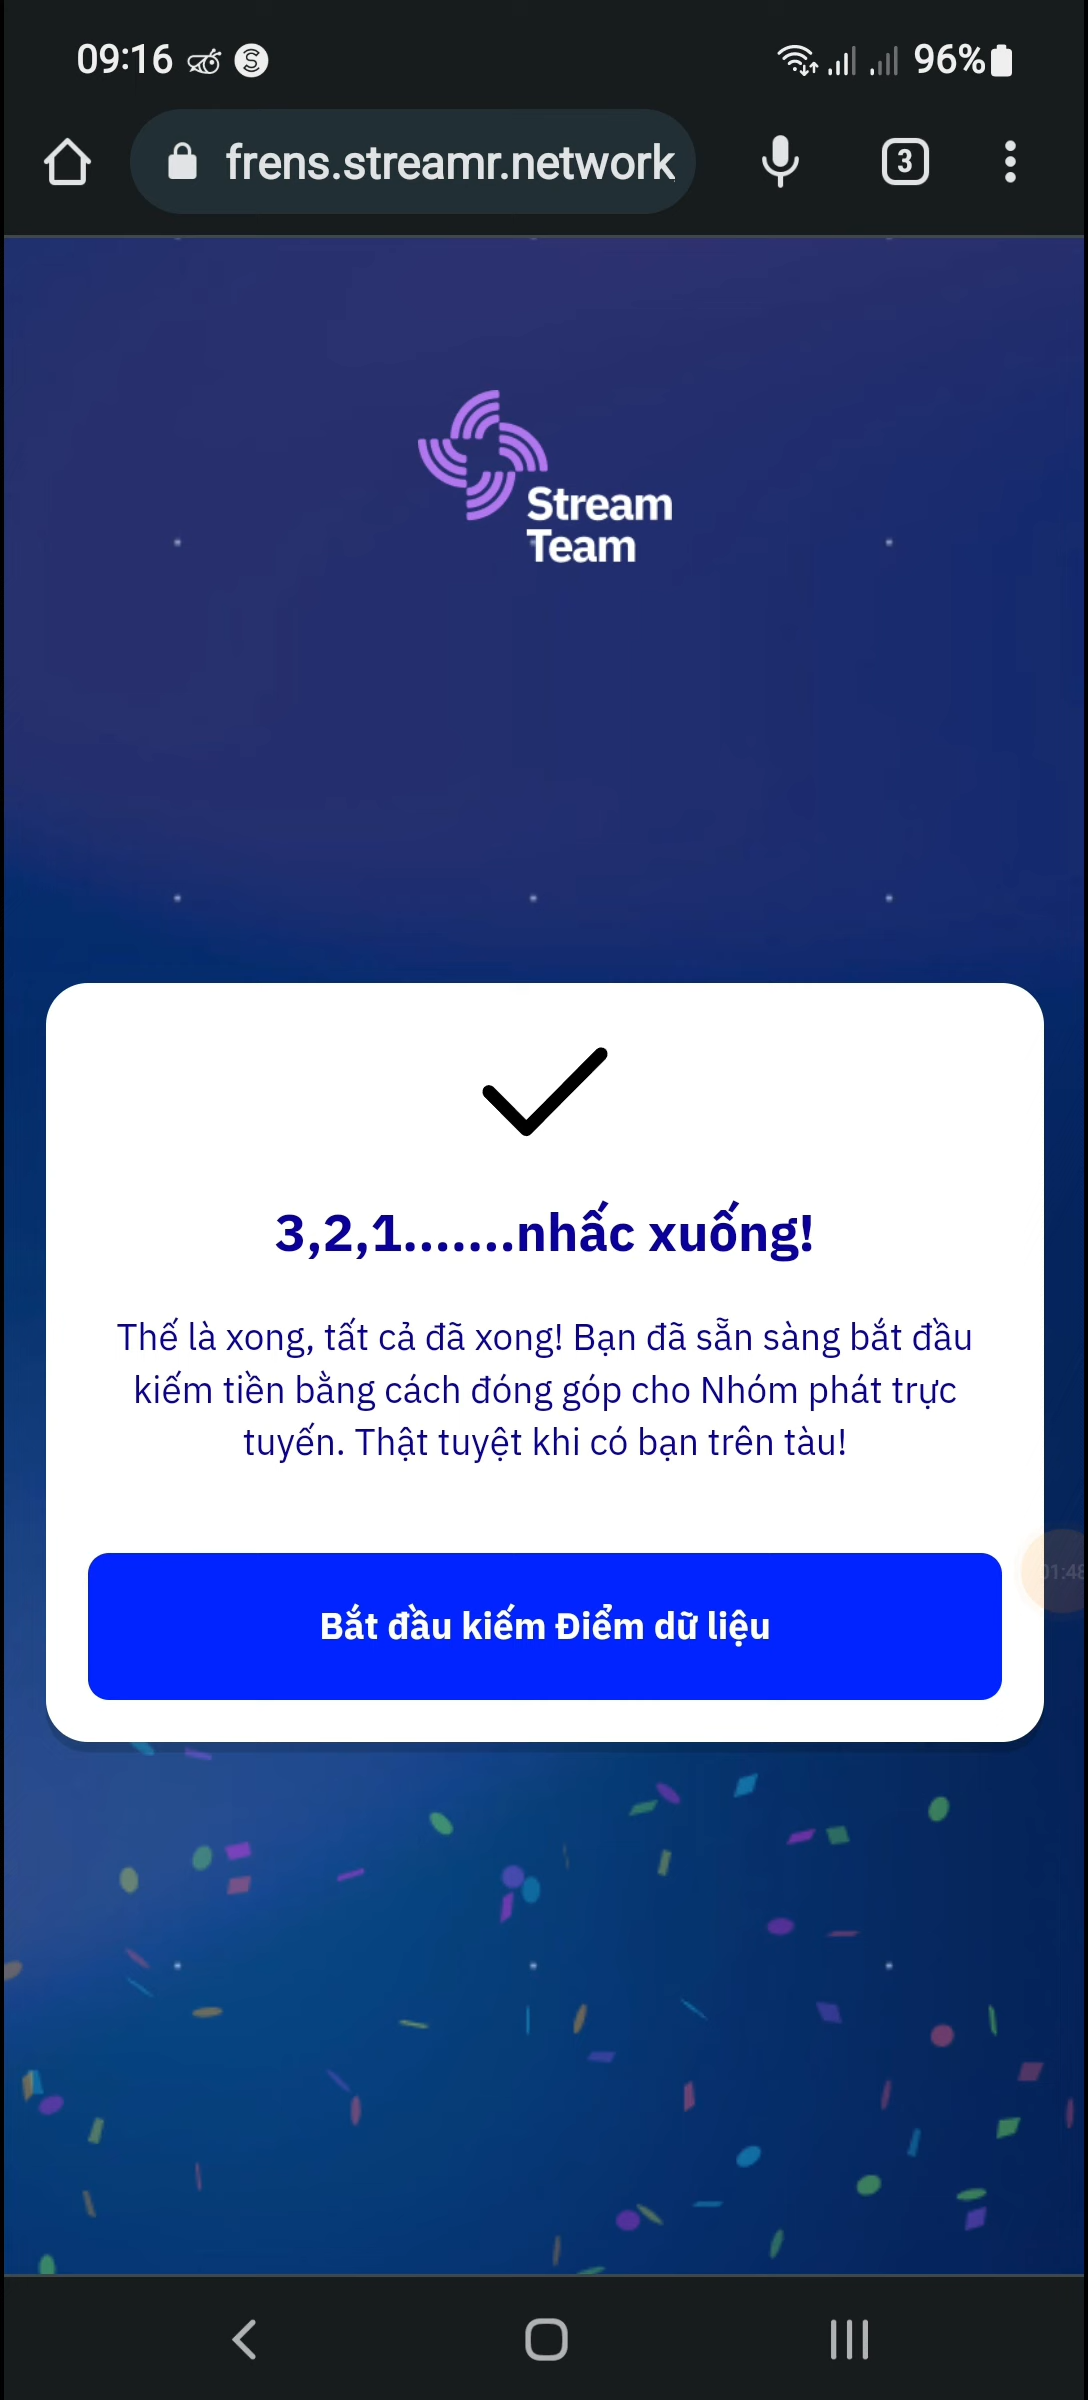 09:16
96%
frens.streamr.network
3
Stream
Team
3,2,1.......nhấc xuống!
Thế là xong, tất cả đã xong! Bạn đã sẵn sàng bắt đầu
kiếm tiền bằng cách đóng góp cho Nhóm phát trực
tuyến. Thật tuyệt khi có bạn trên tàu!
01:48
Bắt đầu kiếm Điểm dữ liệu